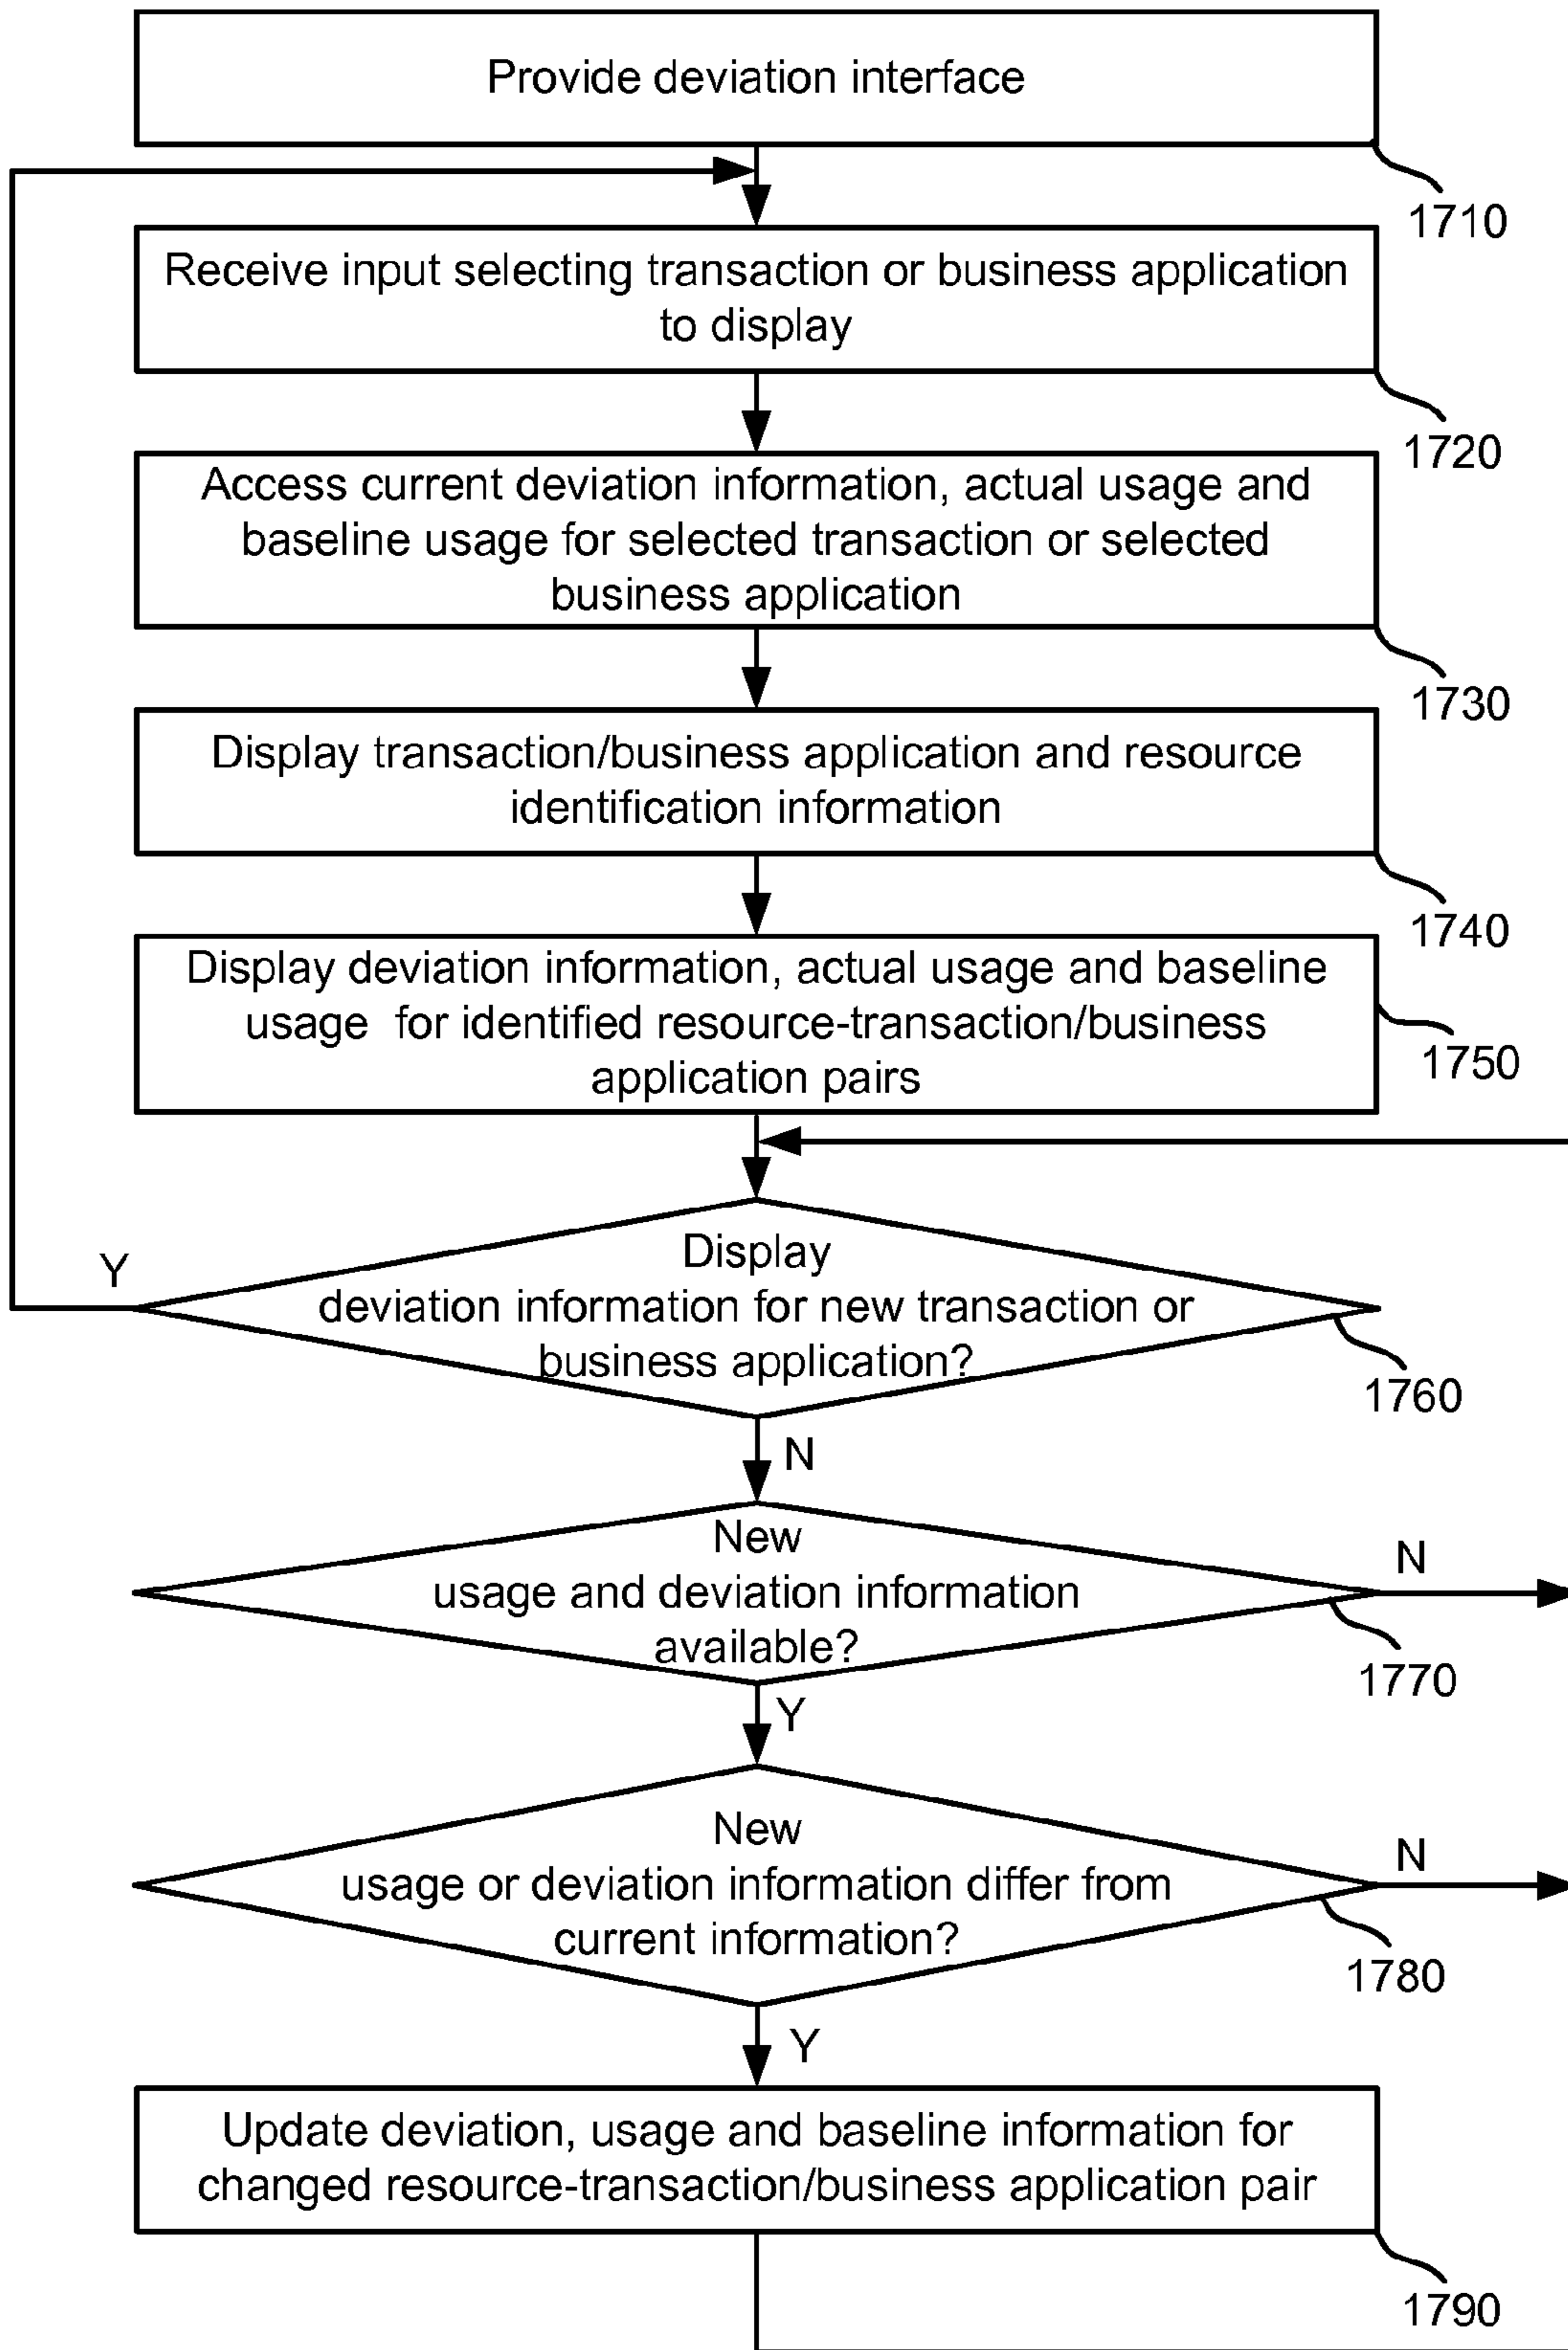 Provide deviation interface
1710
Receive input selecting transaction or business application
to display
1720
Access current deviation information, actual usage and
baseline usage for selected transaction or selected
business application
1730
Display transaction/business application and resource
identification information
1740
Display deviation information, actual usage and baseline
usage for identified resource-transaction/business
application pairs
1750
Display
deviation information for new transaction or
business application?
Y
1760
N
New
usage and deviation information
available?
N
1770
Y
New
usage or deviation information differ from
current information?
N
1780
Y
Update deviation, usage and baseline information for
changed resource-transaction/business application pair
1790